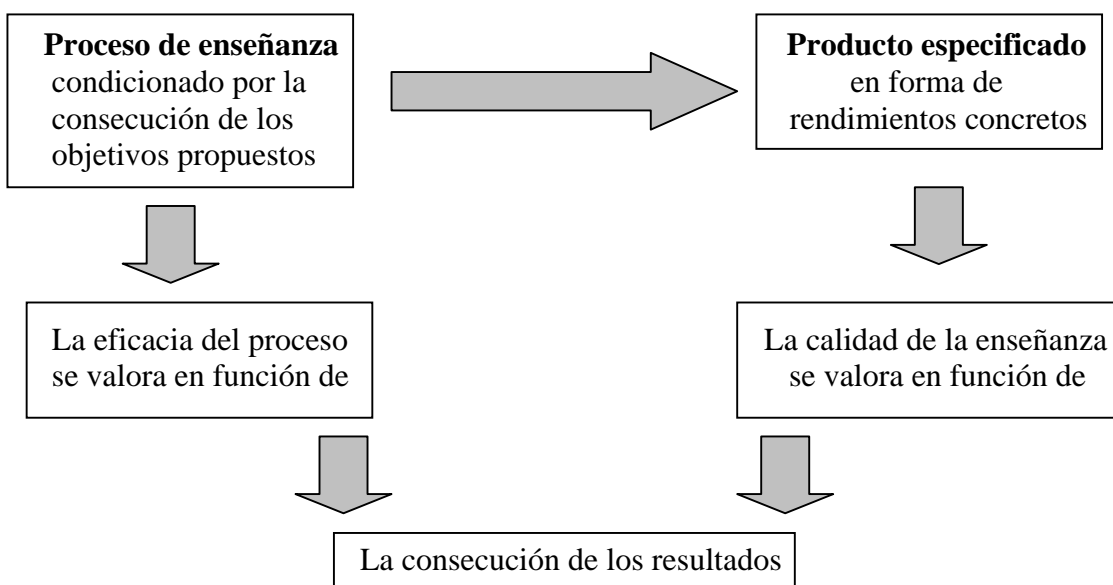 Proceso de enseñanza
condicionado por la
consecución de los
objetivos propuestos
Producto especificado
en forma de
rendimientos concretos
La eficacia del proceso
se valora en función de
La calidad de la enseñanza
se valora en función de
La consecución de los resultados